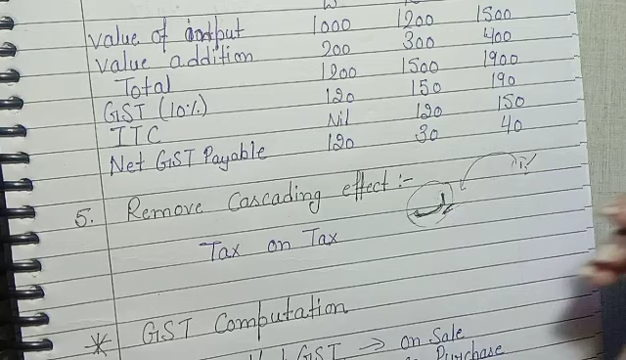 Value of input 1000 1200 1500
Value addition 200 300 400
Total 1200 1500 1900
GST (10%) 120 150 190
ITC Nil 120 150
Net GST Payable 120 30 40
5. Remove Cascading effect :-
Tax on Tax
* GST Computation
GST → on Sale
Purchase